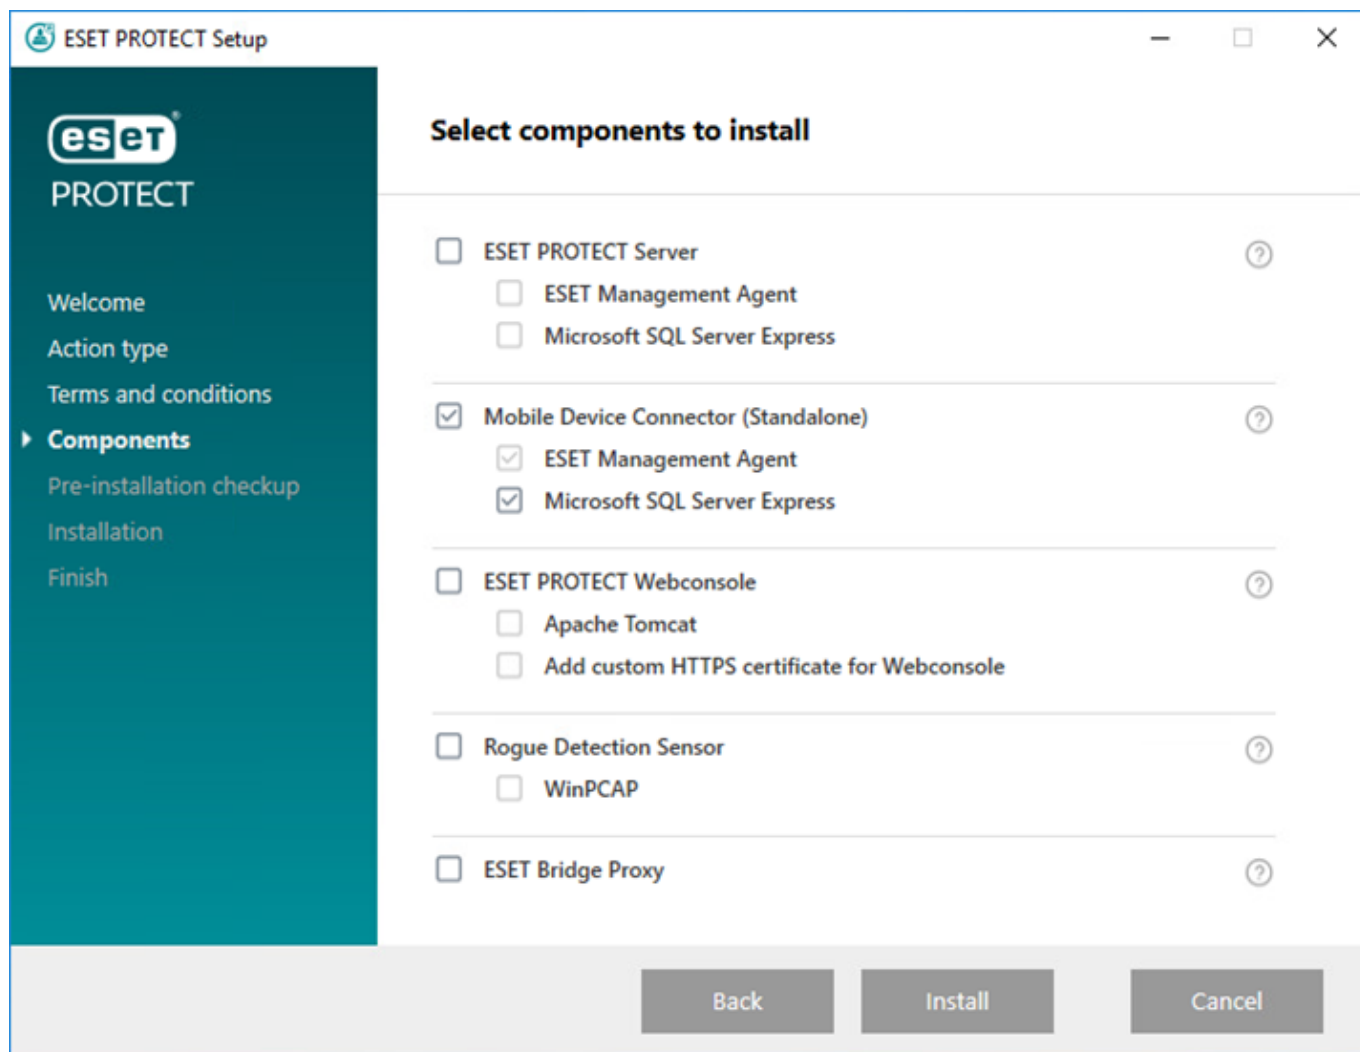 ESET PROTECT Setup
eseT®
PROTECT
Welcome
Action type
Terms and conditions
Components
Pre-installation checkup
Installation
Finish
Select components to install
ESET PROTECT Server
ESET Management Agent
Microsoft SQL Server Express
Mobile Device Connector (Standalone)
ESET Management Agent
Microsoft SQL Server Express
ESET PROTECT Webconsole
Apache Tomcat
Add custom HTTPS certificate for Webconsole
Rogue Detection Sensor
WinPCAP
ESET Bridge Proxy
Back Install Cancel